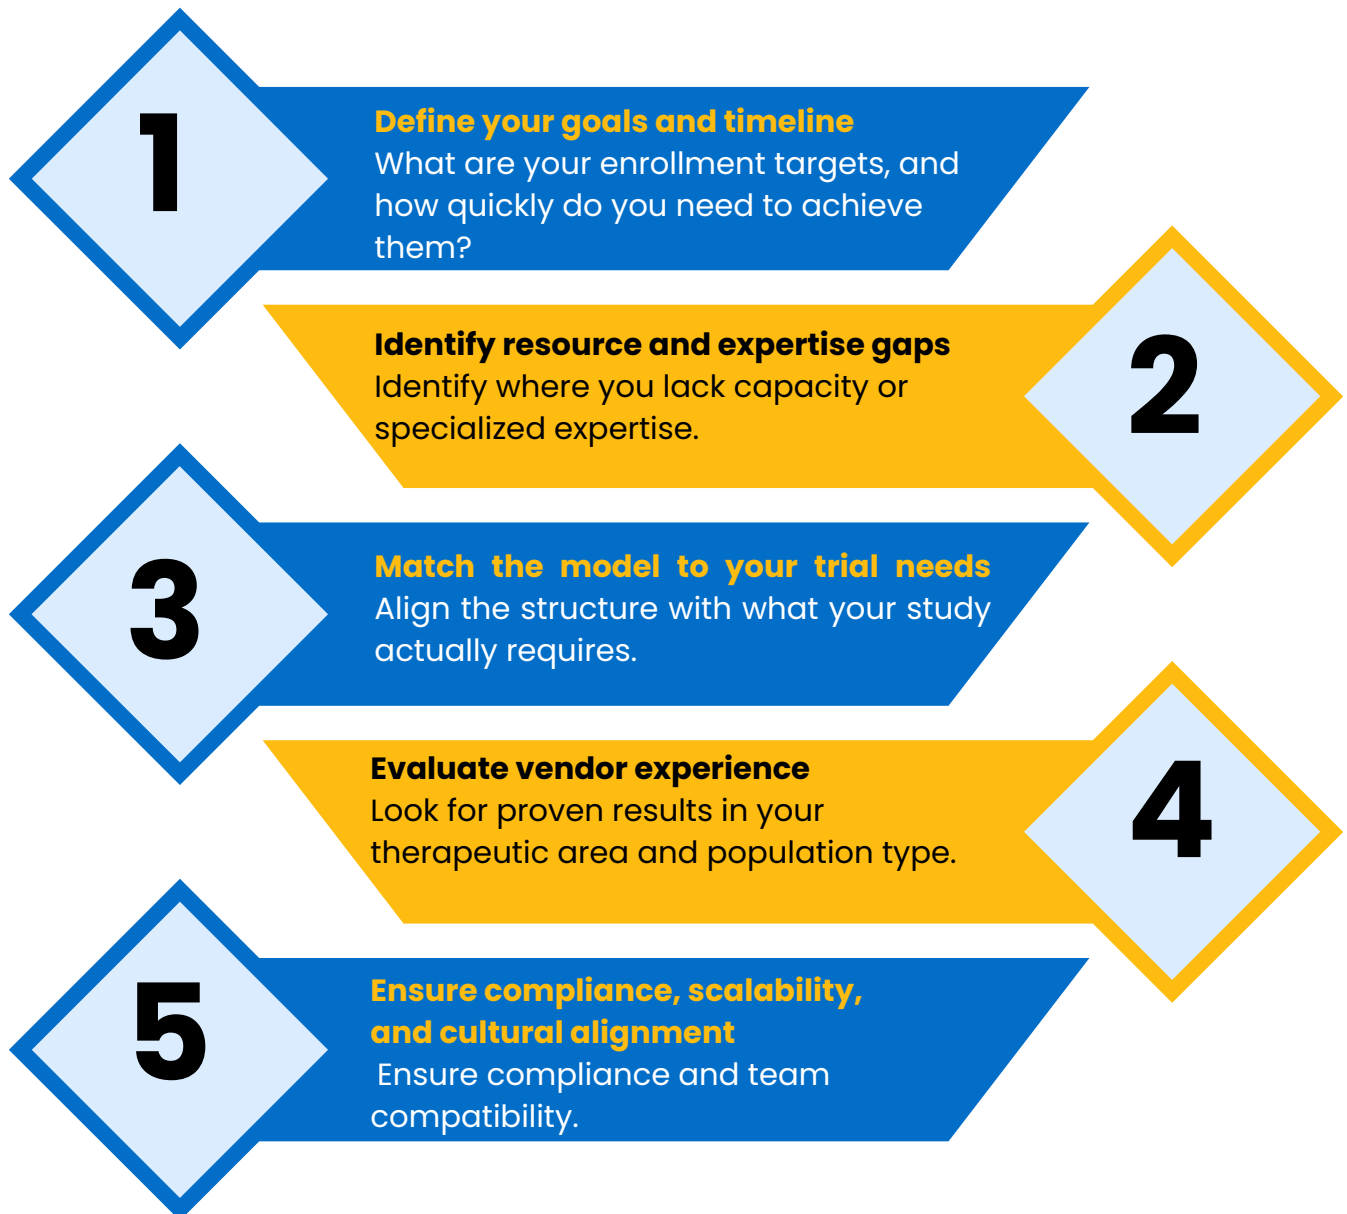 1
Define your goals and timeline
What are your enrollment targets, and
how quickly do you need to achieve
them?
2
Identify resource and expertise gaps
Identify where you lack capacity or
specialized expertise.
3
Match the model to your trial needs
Align the structure with what your study
actually requires.
4
Evaluate vendor experience
Look for proven results in your
therapeutic area and population type.
5
Ensure compliance, scalability,
and cultural alignment
Ensure compliance and team
compatibility.